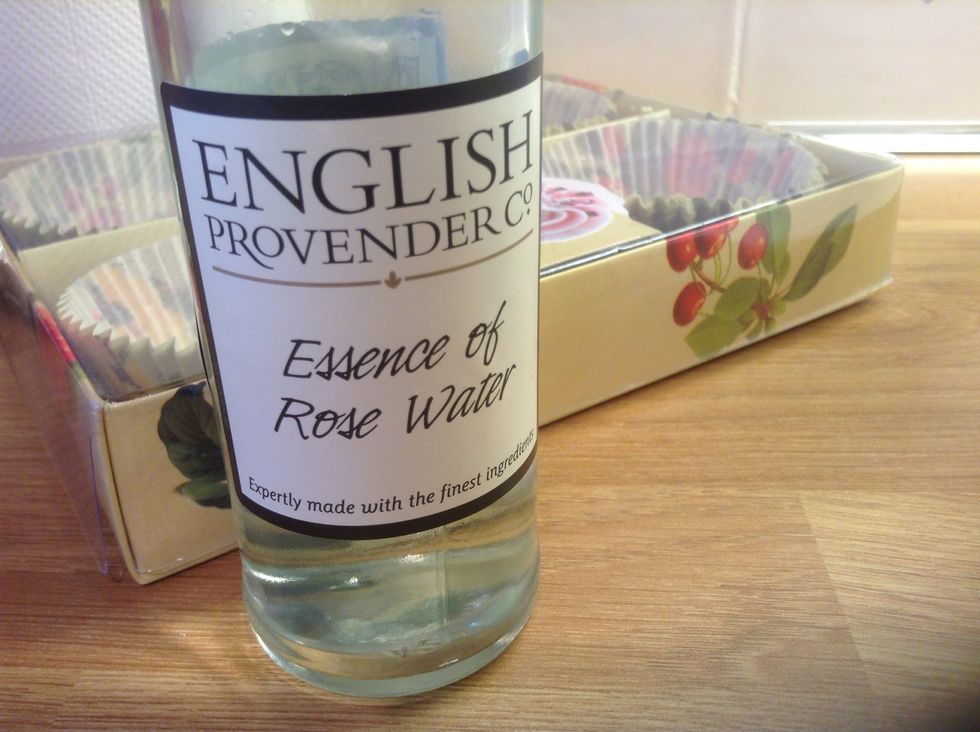 ENGLISH
PROVENDER Cº
Essence of
Rose Water
Expertly made with the finest ingredients